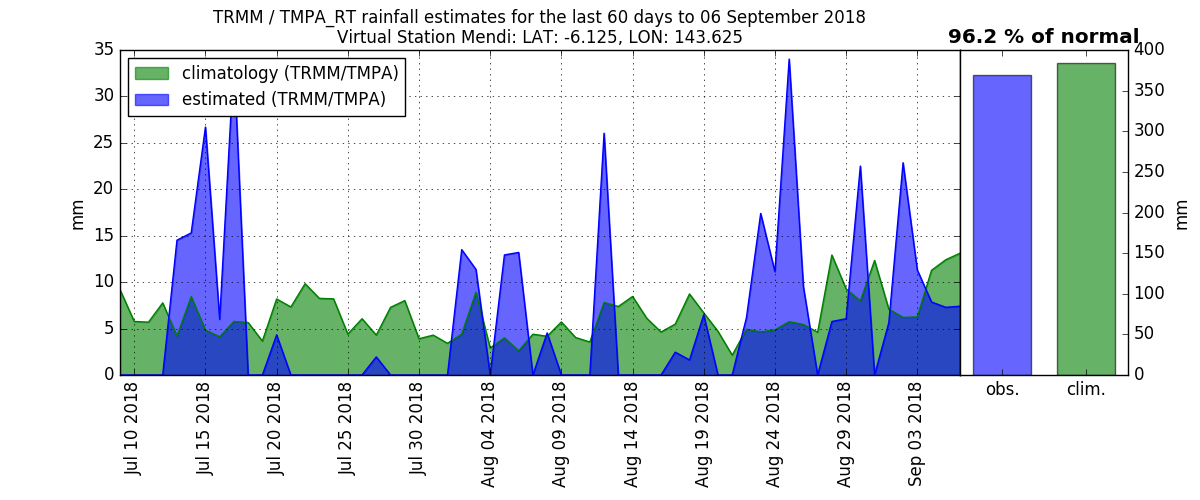 TRMM / TMPA_RT rainfall estimates for the last 60 days to 06 September 2018
Virtual Station Mendi: LAT: -6.125, LON: 143.625
96.2 % of normal
climatology (TRMM/TMPA)
estimated (TRMM/TMPA)
35
30
25
20
15
10
5
0
mm
Jul 10 2018
Jul 15 2018
Jul 20 2018
Jul 25 2018
Jul 30 2018
Aug 04 2018
Aug 09 2018
Aug 14 2018
Aug 19 2018
Aug 24 2018
Aug 29 2018
Sep 03 2018
400
350
300
250
200
150
100
50
0
mm
obs.
clim.